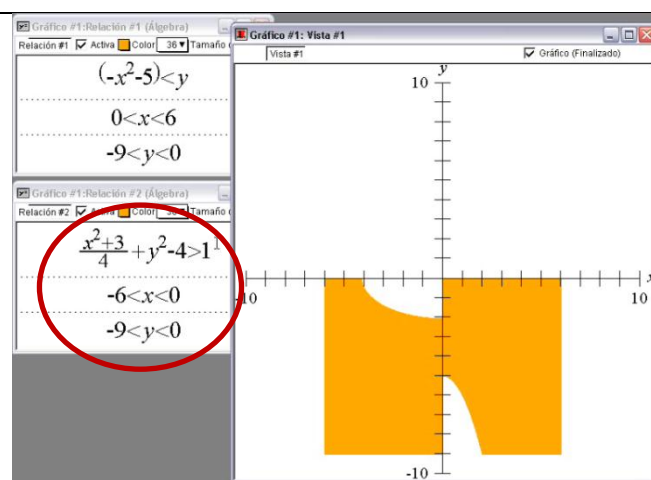 Gráfico #1:Relación #1 (Álgebra)
Relación #1 Activa Color 36 Tamaño
(-x²-5)<y
0<x<6
-9<y<0
Gráfico #1:Relación #2 (Álgebra)
Relación #2 Activa Color 36 Tamaño
(x²+3)/4 + y²-4>1
-6<x<0
-9<y<0
Gráfico #1: Vista #1
Vista #1
Gráfico (Finalizado)
y
10
x
10
-10